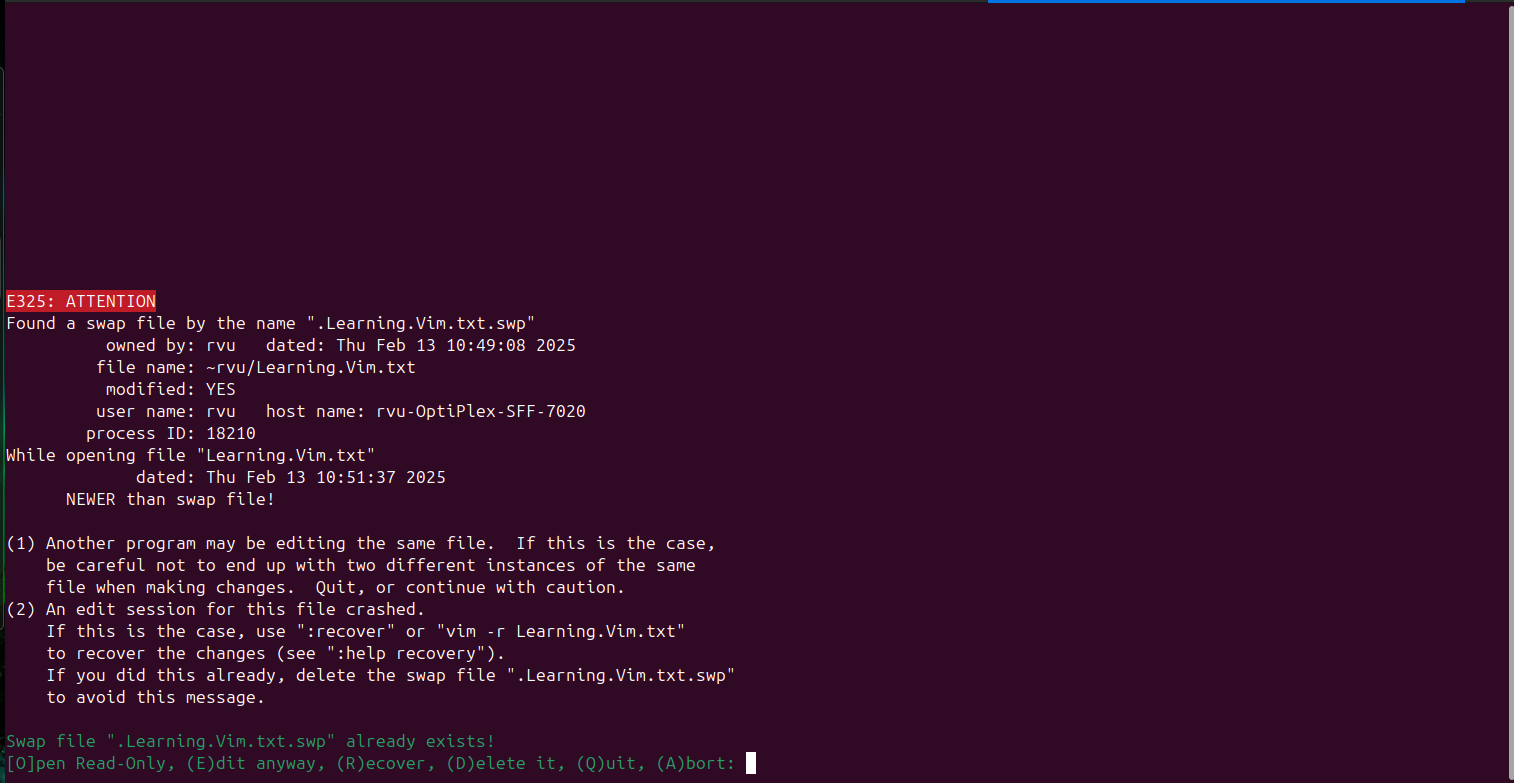 E325: ATTENTION
Found a swap file by the name ".Learning.Vim.txt.swp"
          owned by: rvu   dated: Thu Feb 13 10:49:08 2025
         file name: ~rvu/Learning.Vim.txt
          modified: YES
         user name: rvu   host name: rvu-OptiPlex-SFF-7020
        process ID: 18210
While opening file "Learning.Vim.txt"
             dated: Thu Feb 13 10:51:37 2025
      NEWER than swap file!

(1) Another program may be editing the same file.  If this is the case,
    be careful not to end up with two different instances of the same
    file when making changes.  Quit, or continue with caution.
(2) An edit session for this file crashed.
    If this is the case, use ":recover" or "vim -r Learning.Vim.txt"
    to recover the changes (see ":help recovery").
    If you did this already, delete the swap file ".Learning.Vim.txt.swp"
    to avoid this message.

Swap file ".Learning.Vim.txt.swp" already exists!
[O]pen Read-Only, (E)dit anyway, (R)ecover, (D)elete it, (Q)uit, (A)bort: